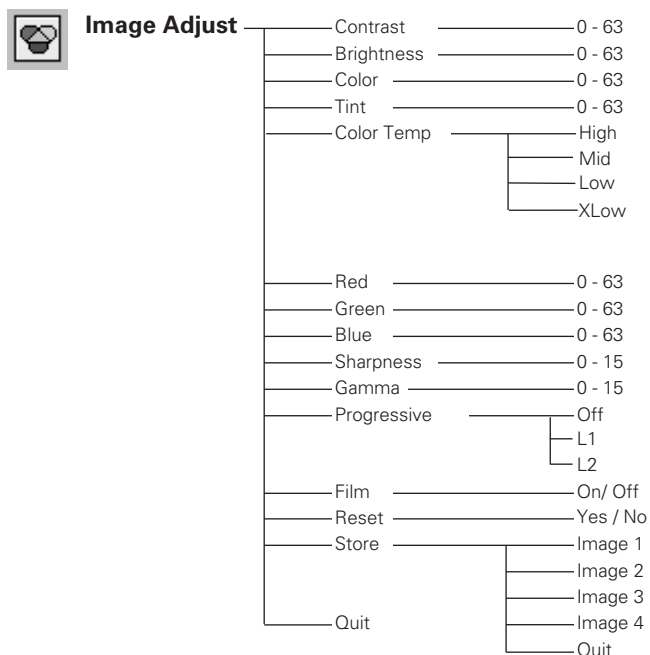 Image Adjust Contrast 0 - 63
Brightness 0 - 63
Color 0 - 63
Tint 0 - 63
Color Temp High
Mid
Low
XLow
Red 0 - 63
Green 0 - 63
Blue 0 - 63
Sharpness 0 - 15
Gamma 0 - 15
Progressive Off
L1
L2
Film On/ Off
Reset Yes / No
Store Image 1
Image 2
Image 3
Quit Image 4
Quit